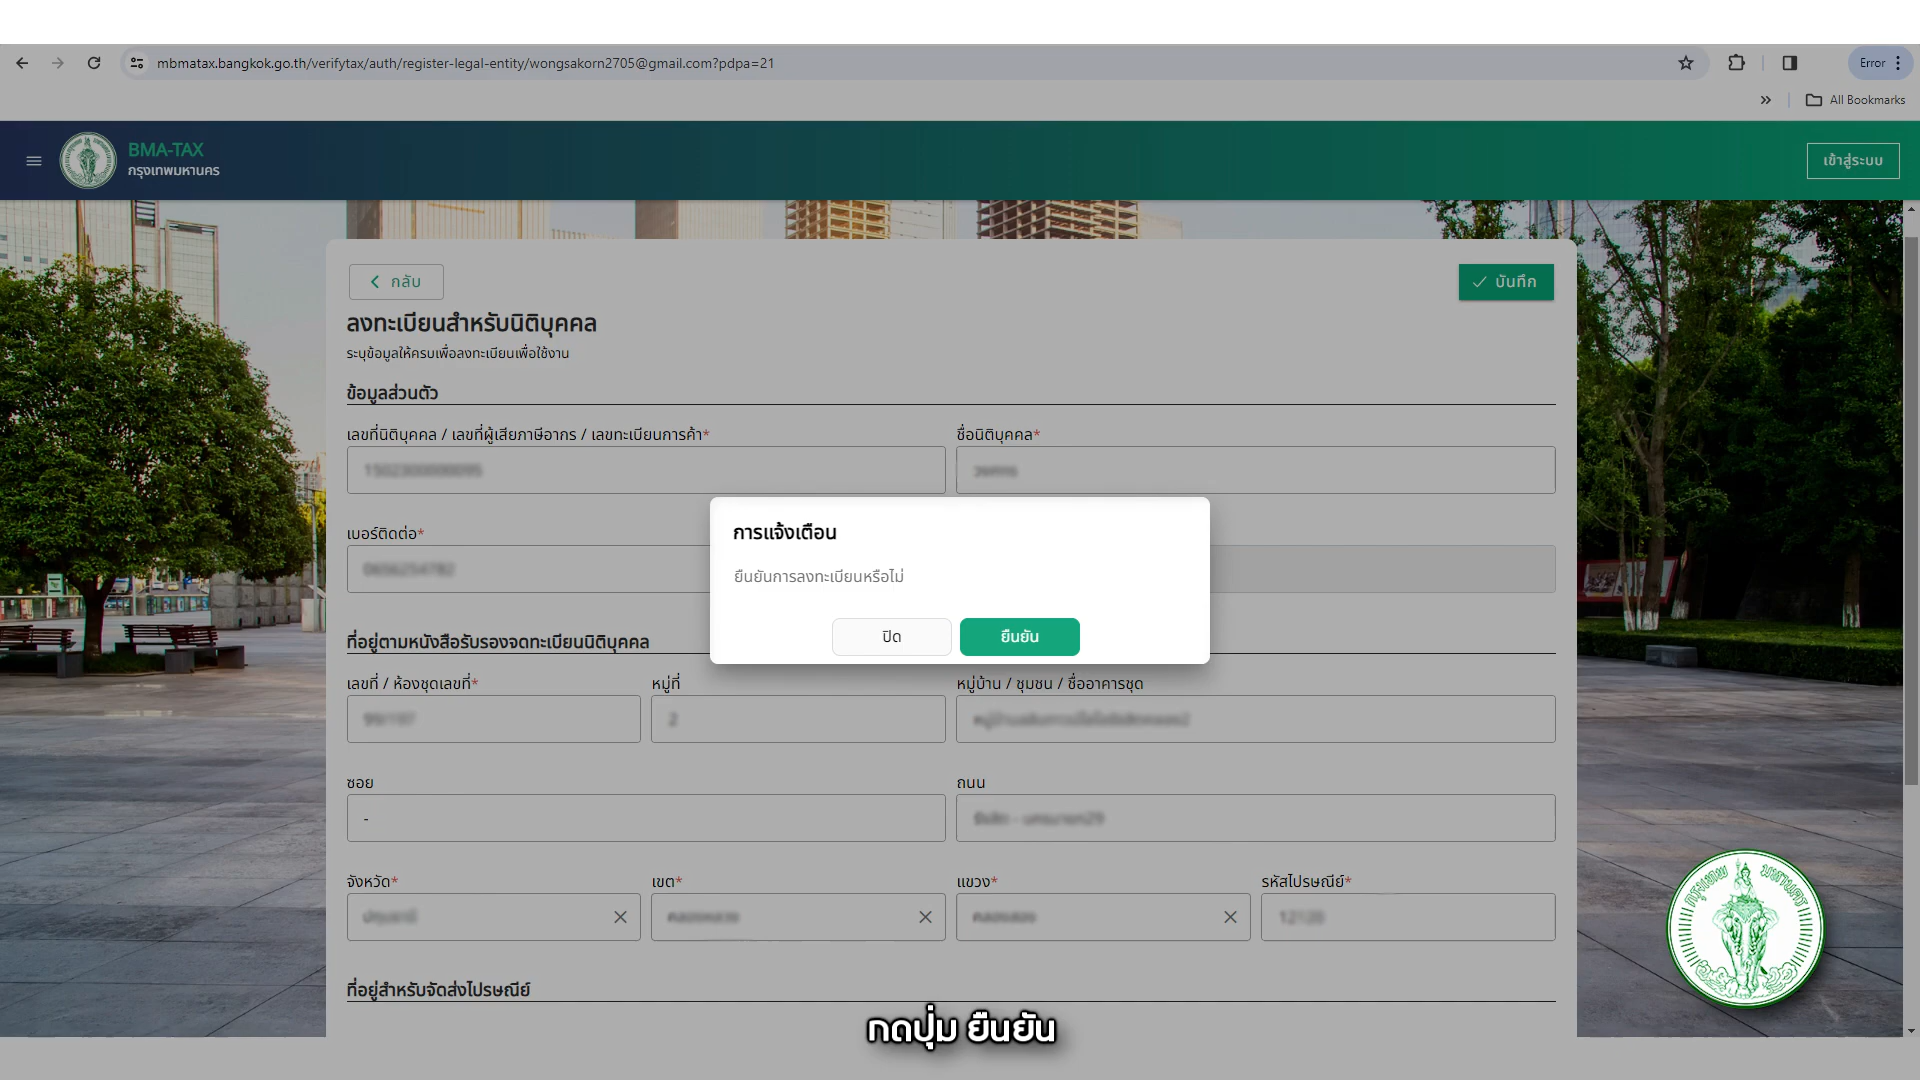 mbmatax.bangkok.go.th/verifytax/auth/register-legal-entity/wongsakorn2705@gmail.com?pdpa=21
Error
All Bookmarks
BMA-TAX
กรุงเทพมหานคร
เข้าสู่ระบบ
กลับ
บันทึก
ลงทะเบียนสำหรับนิติบุคคล
ระบุข้อมูลให้ครบเพื่อลงทะเบียนเพื่อใช้งาน
ข้อมูลส่วนตัว
เลขที่นิติบุคคล / เลขที่ผู้เสียภาษีอากร / เลขทะเบียนการค้า*
ชื่อนิติบุคคล*
เบอร์ติดต่อ*
การแจ้งเตือน
ยืนยันการลงทะเบียนหรือไม่
ปิด
ยืนยัน
ที่อยู่ตามหนังสือรับรองจดทะเบียนนิติบุคคล
เลขที่ / ห้องชุดเลขที่*
หมู่ที่
หมู่บ้าน / ชุมชน / ชื่ออาคารชุด
ซอย
ถนน
-
จังหวัด*
เขต*
แขวง*
รหัสไปรษณีย์*
ที่อยู่สำหรับจัดส่งไปรษณีย์
กรุงเทพมหานคร
กดปุ่ม ยืนยัน